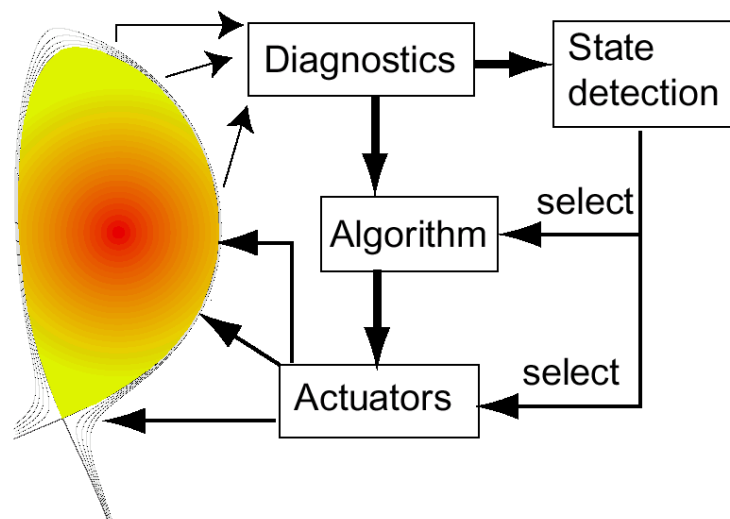 Diagnostics
State
detection
select
Algorithm
select
Actuators